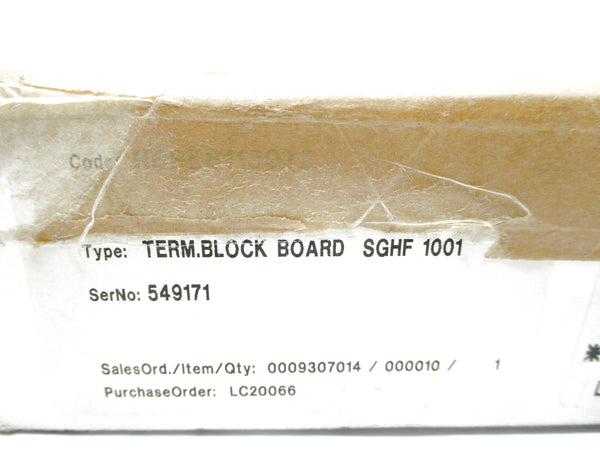 Code:
Type: TERM.BLOCK BOARD SGHF 1001
SerNo: 549171
SalesOrd./Item/Qty: 0009307014 / 000010 / 1
PurchaseOrder: LC20066